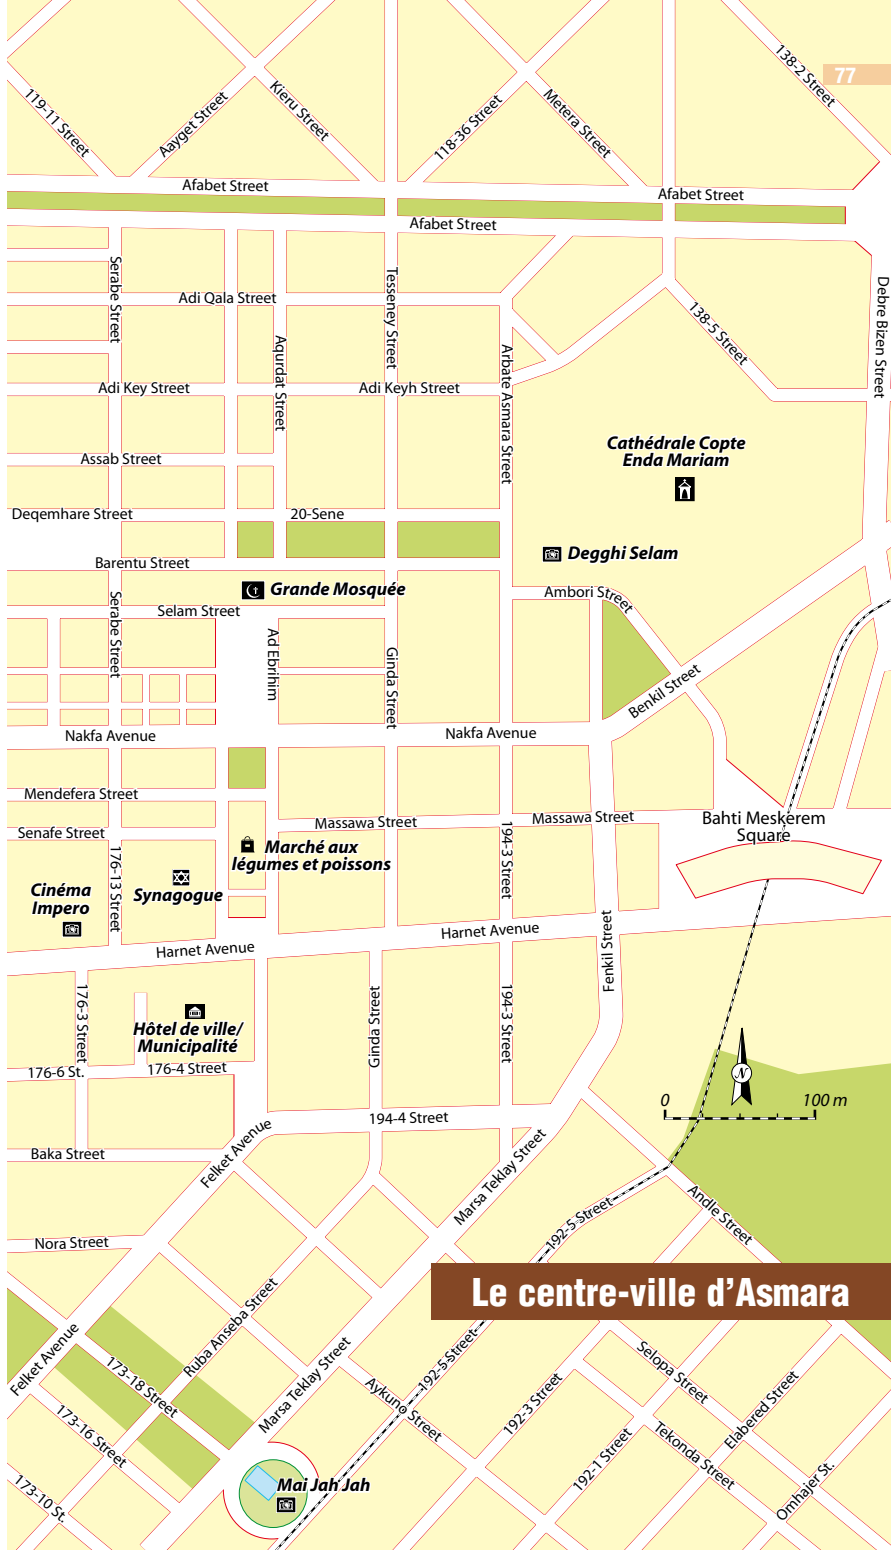 77
138-2 Street
119-11 Street
Aayget Street
Kieru Street
118-36 Street
Metera Street
Afabet Street
Afabet Street
Afabet Street
Serabe Street
Adi Qala Street
Tesseney Street
Debre Bizen Street
138-5 Street
Aqurdat Street
Arbate Asmara Street
Adi Key Street
Adi Keyh Street
Assab Street
Cathédrale Copte
Enda Mariam
Deqemhare Street
20-Sene
Degghi Selam
Barentu Street
Grande Mosquée
Ambori Street
Selam Street
Serabe Street
Ad Ebrihim
Ginda Street
Benkil Street
Nakfa Avenue
Nakfa Avenue
Mendefera Street
Massawa Street
Massawa Street
Bahti Meskerem
Square
Senafe Street
176-13 Street
194-3 Street
Marché aux
légumes et poissons
Cinéma
Impero
Synagogue
Harnet Avenue
Harnet Avenue
Fenkil Street
176-3 Street
Ginda Street
194-3 Street
Hôtel de ville/
Municipalité
176-6 St.
176-4 Street
N
0
100 m
194-4 Street
Baka Street
Felket Avenue
Marsa Teklay Street
192-5 Street
Andle Street
Nora Street
Le centre-ville d'Asmara
Ruba Anseba Street
Felket Avenue
173-18 Street
Marsa Teklay Street
192-5-Street
Selopa Street
Aykuno Street
192-3 Street
Elabered Street
173-16 Street
192-1 Street
Tekonda Street
Omhajer St.
Mai Jah Jah
173-10 St.